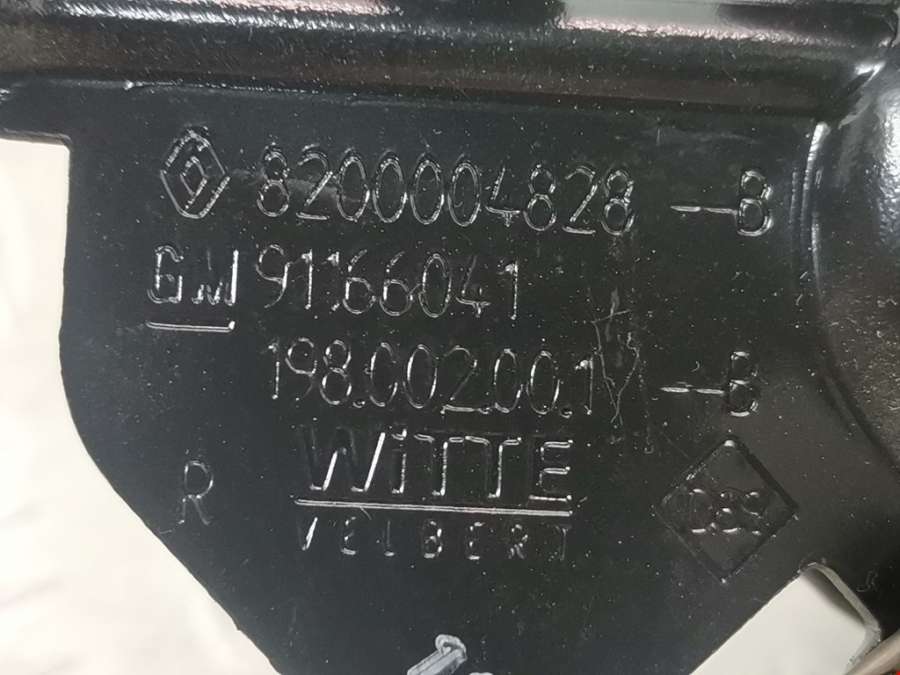 8200004828 -B
GM 91166041
198.002.00.1 -B
WiTTE
R
VELBERT